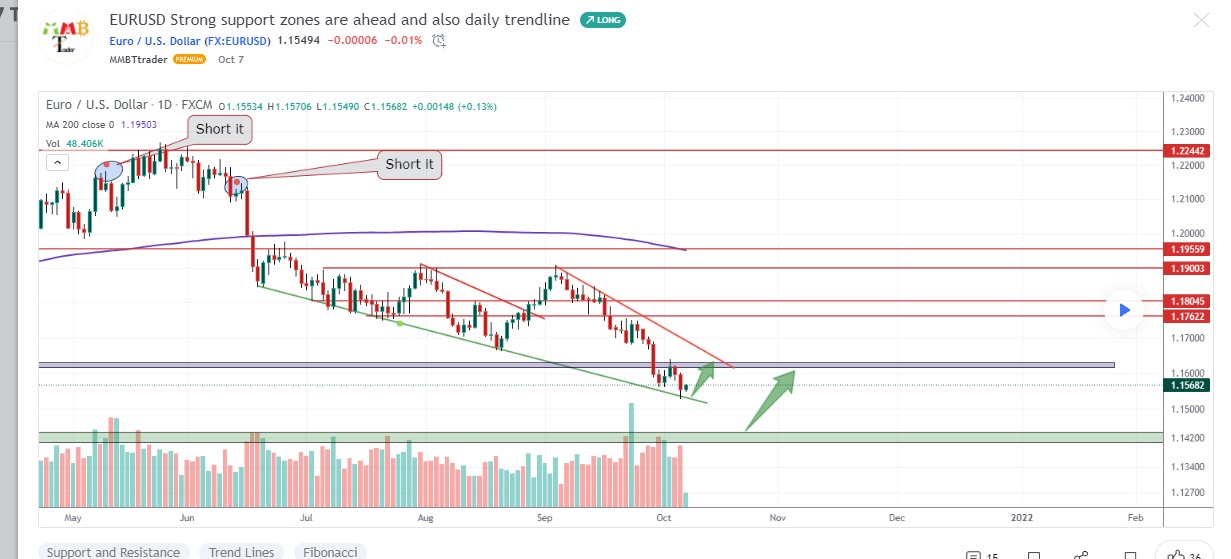 EURUSD Strong support zones are ahead and also daily trendline LONG
MMB
Trader
Euro / U.S. Dollar (FX:EURUSD) 1.15494 −0.00006 −0.01%
MMBTtrader PREMIUM Oct 7
Euro / U.S. Dollar · 1D · FXCM O1.15534 H1.15706 L1.15490 C1.15682 +0.00148 (+0.13%)
MA 200 close 0 1.19503
Vol 48.406K
Short it
Short it
1.24000
1.23000
1.22442
1.22000
1.21000
1.20000
1.19559
1.19003
1.18045
1.17622
1.17000
1.16000
1.15682
1.15000
1.14200
1.13400
1.12700
May Jun Jul Aug Sep Oct Nov Dec 2022 Feb
Support and Resistance Trend Lines Fibonacci 15 36